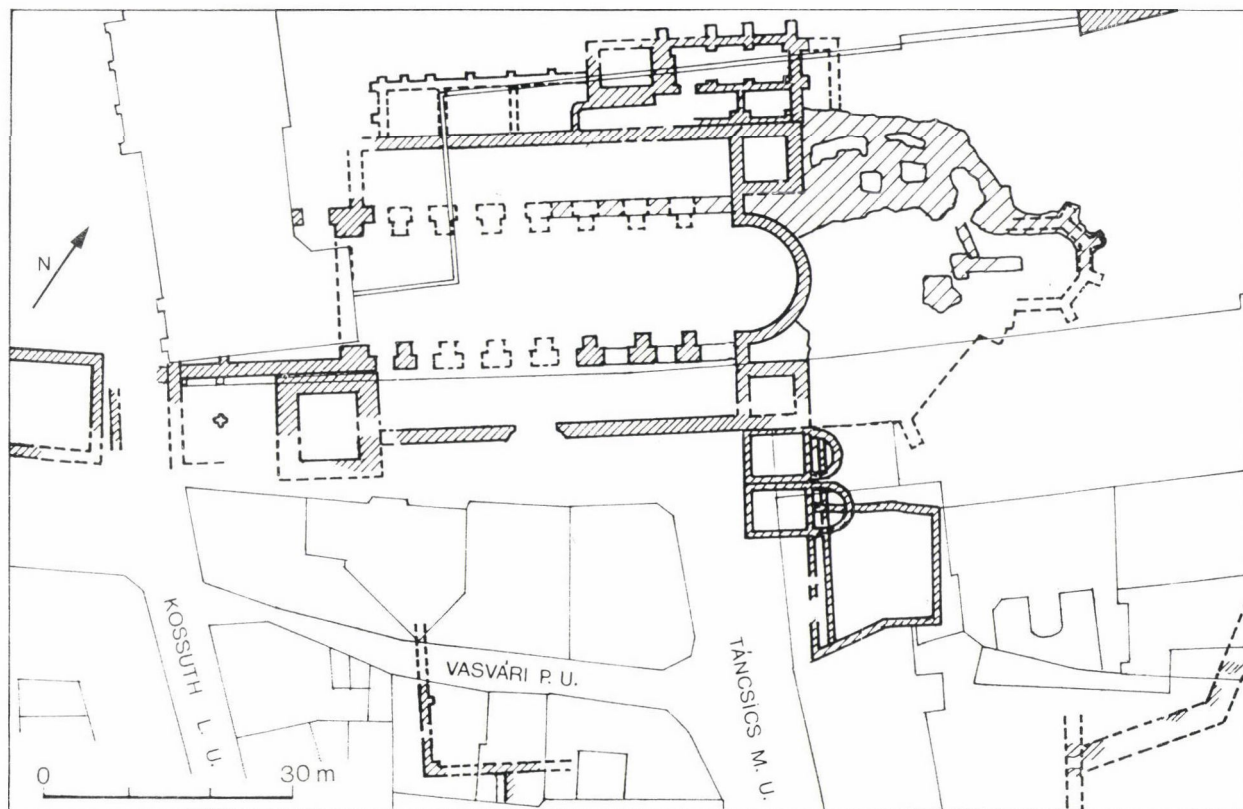 N
KOSSUTH L. U.
VASVÁRI P. U.
TÁNCSICS M. U.
0 30 m